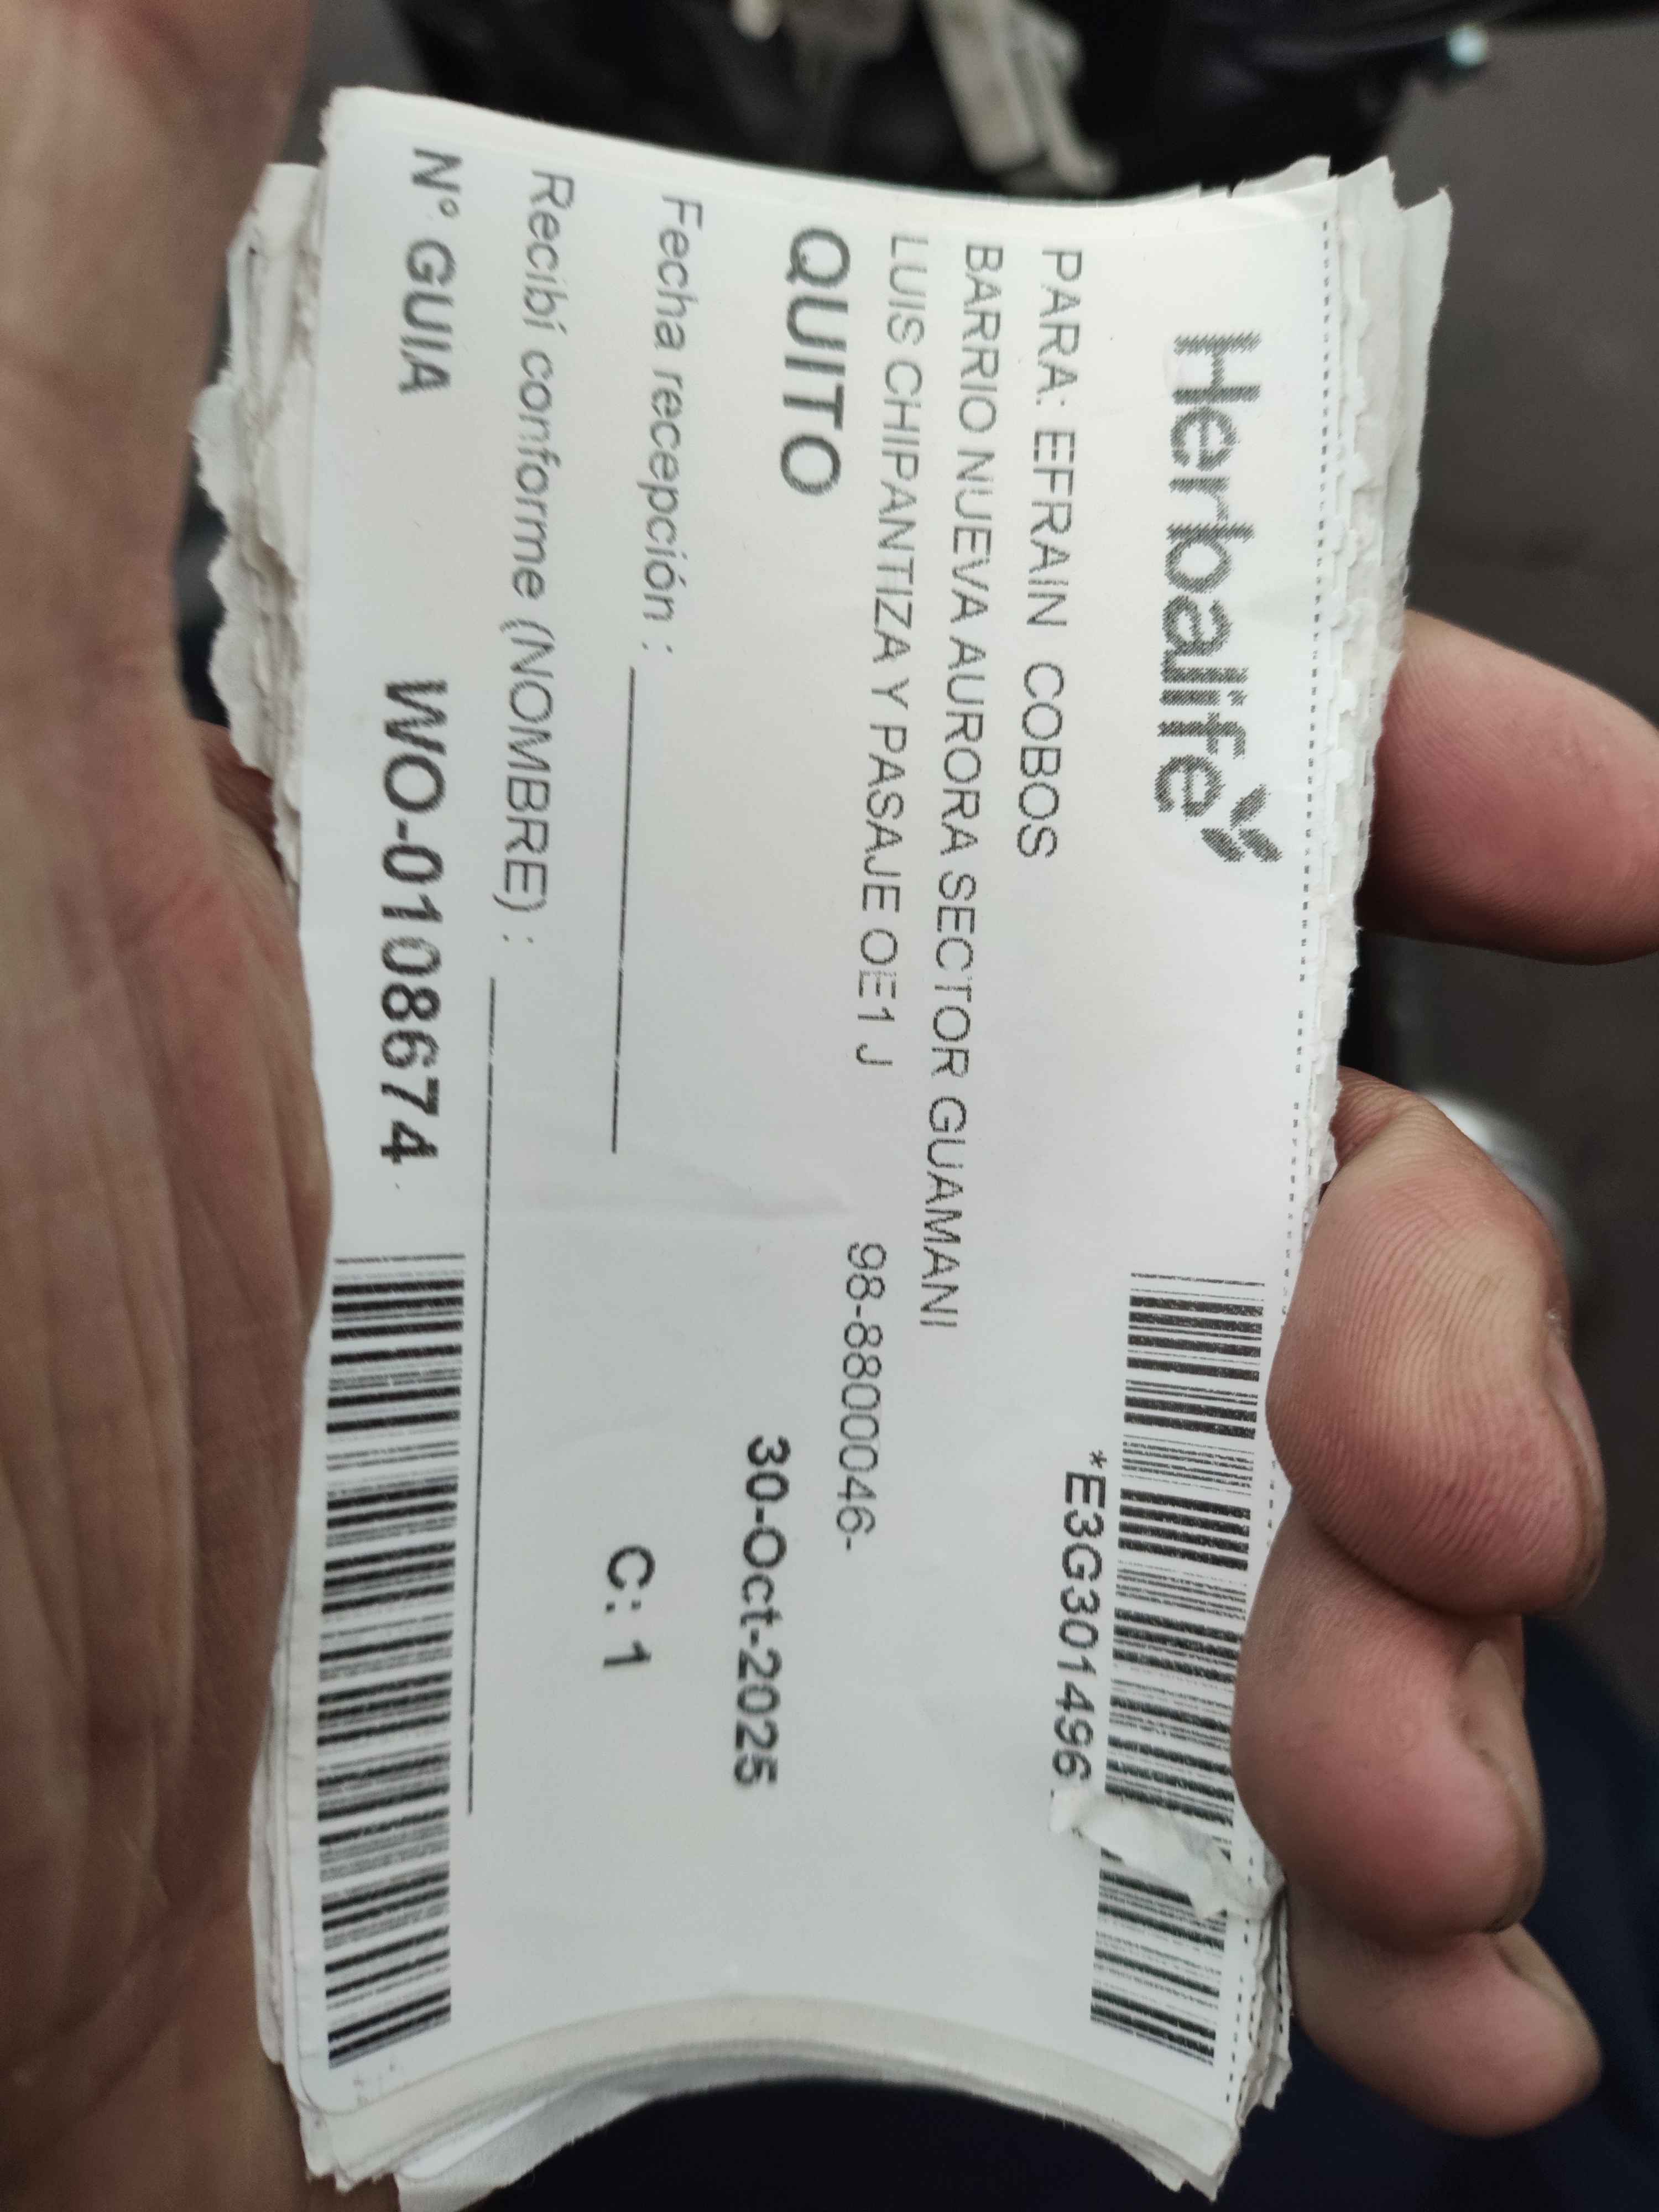 Herbalife
*E3G301496
PARA: EFRAIN COBOS
BARRIO NUEVA AURORA SECTOR GUAMANI
LUIS CHIPANTIZA Y PASAJE OE1 J
98-8800046-
QUITO
30-Oct-2025
Fecha recepción :
C: 1
Recibí conforme (NOMBRE) :
N° GUIA WO-0108674